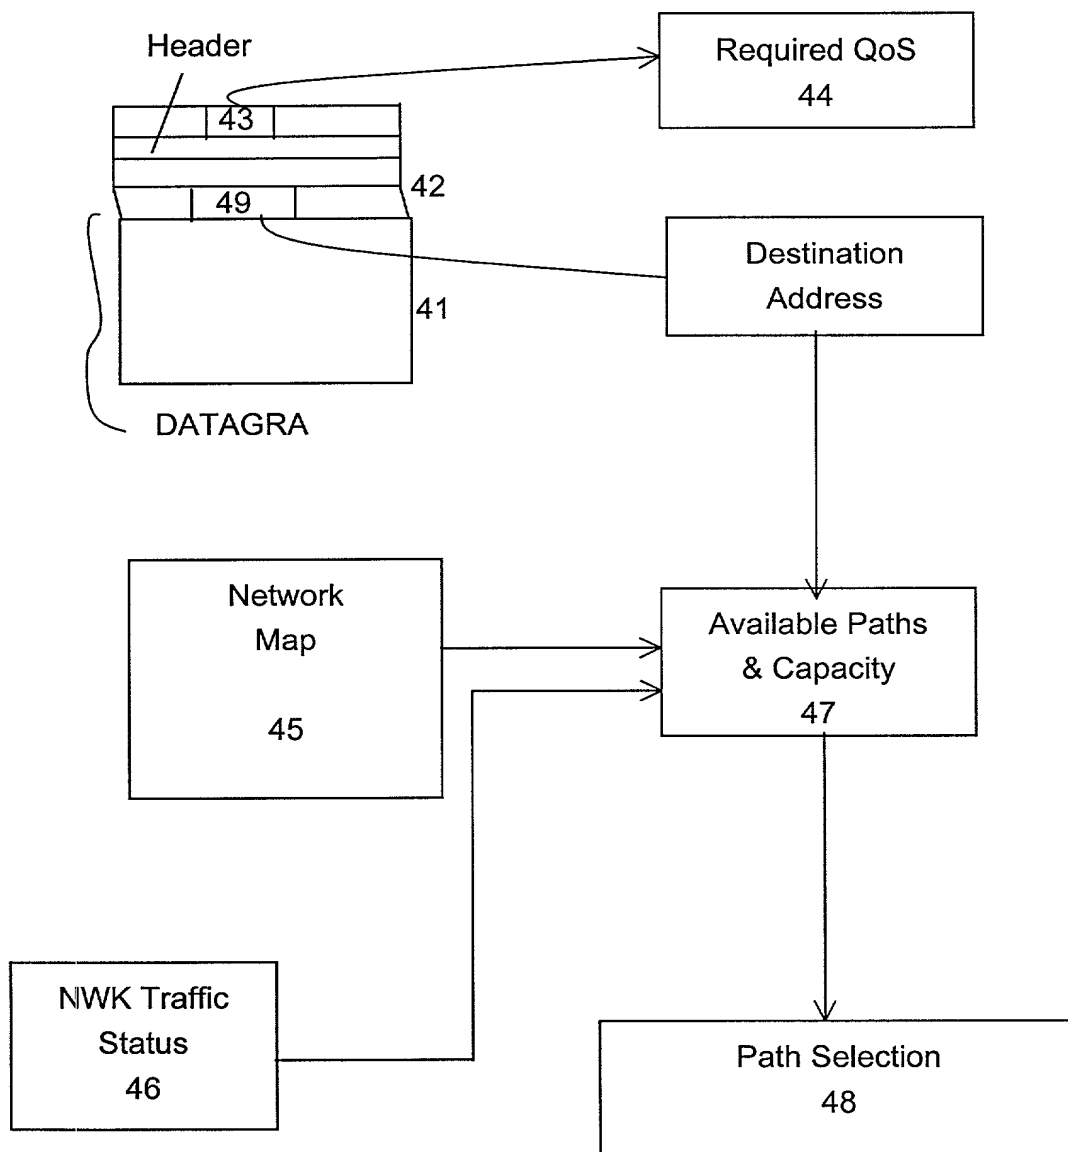 Header
Required QoS
44
43
42
49
Destination
Address
41
DATAGRA
Network
Map
45
Available Paths
& Capacity
47
NWK Traffic
Status
46
Path Selection
48